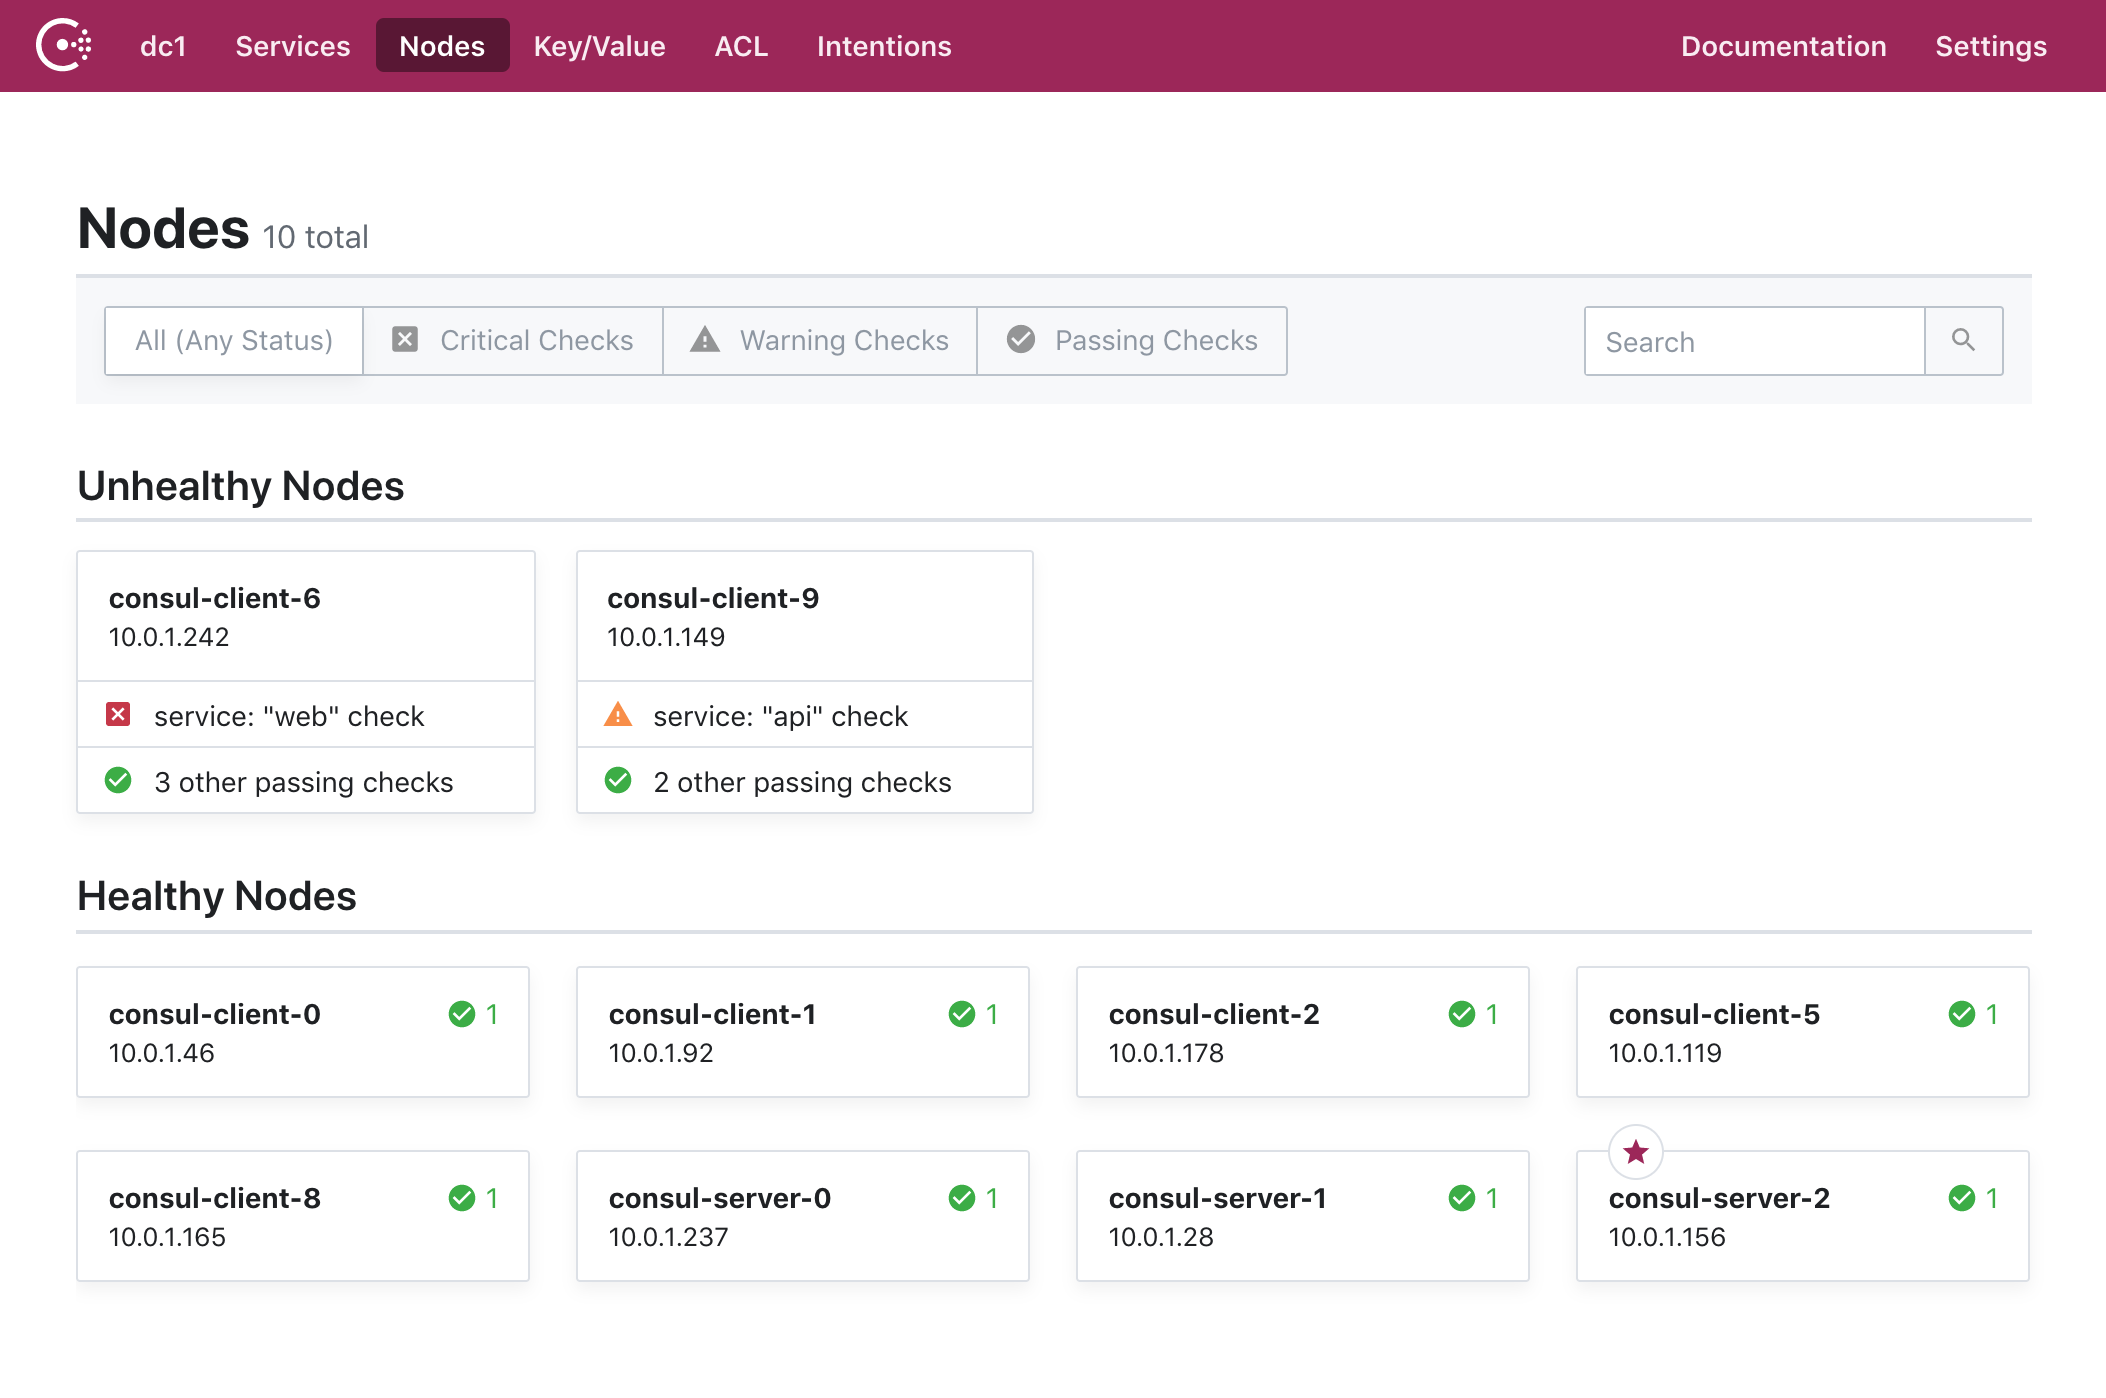 dc1 Services Nodes Key/Value ACL Intentions Documentation Settings
Nodes 10 total
All (Any Status) Critical Checks Warning Checks Passing Checks Search
Unhealthy Nodes
consul-client-6
10.0.1.242
service: "web" check
3 other passing checks
consul-client-9
10.0.1.149
service: "api" check
2 other passing checks
Healthy Nodes
consul-client-0 1
10.0.1.46
consul-client-1 1
10.0.1.92
consul-client-2 1
10.0.1.178
consul-client-5 1
10.0.1.119
consul-client-8 1
10.0.1.165
consul-server-0 1
10.0.1.237
consul-server-1 1
10.0.1.28
consul-server-2 1
10.0.1.156